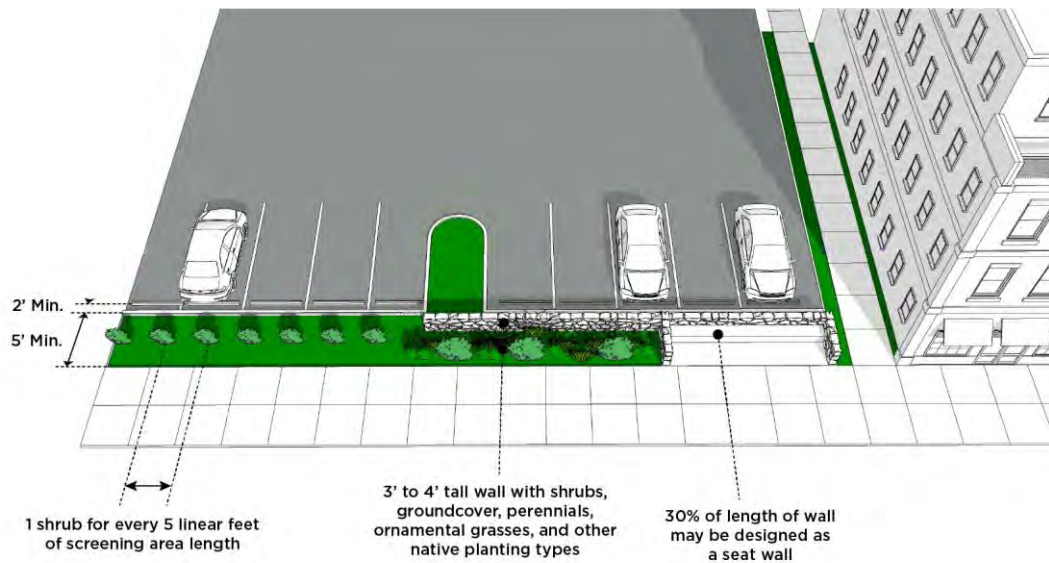 2' Min.
5' Min.
1 shrub for every 5 linear feet
of screening area length
3' to 4' tall wall with shrubs,
groundcover, perennials,
ornamental grasses, and other
native planting types
30% of length of wall
may be designed as
a seat wall